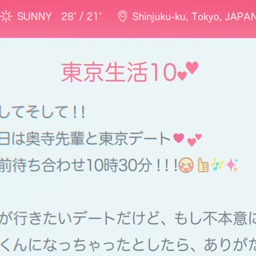 SUNNY 28° / 21° Shinjuku-ku, Tokyo, JAPAN
東京生活10💕
してそして!!
日は奥寺先輩と東京デート❤💕
前待ち合わせ10時30分!!!😆👍🎶✨
が行きたいデートだけど、もし不本意に
くんになっちゃったとしたら、ありがた